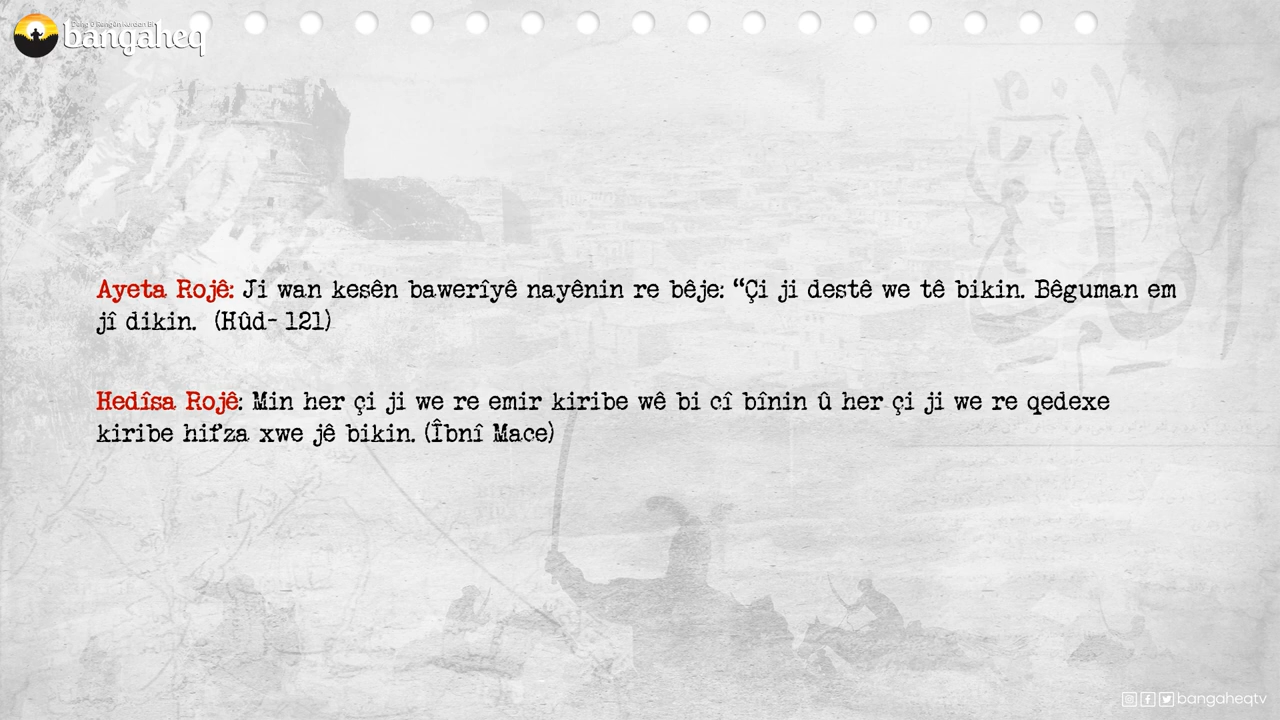 bangaheq
Ayeta Rojê: Ji wan kesên bawerîyê nayênin re bêje: “Çi ji destê we tê bikin. Bêguman em
jî dikin.  (Hûd- 121)
Hedîsa Rojê: Min her çi ji we re emir kiribe wê bi cî bînin û her çi ji we re qedexe
kiribe hifza xwe jê bikin. (Îbnî Mace)
bangaheqtv